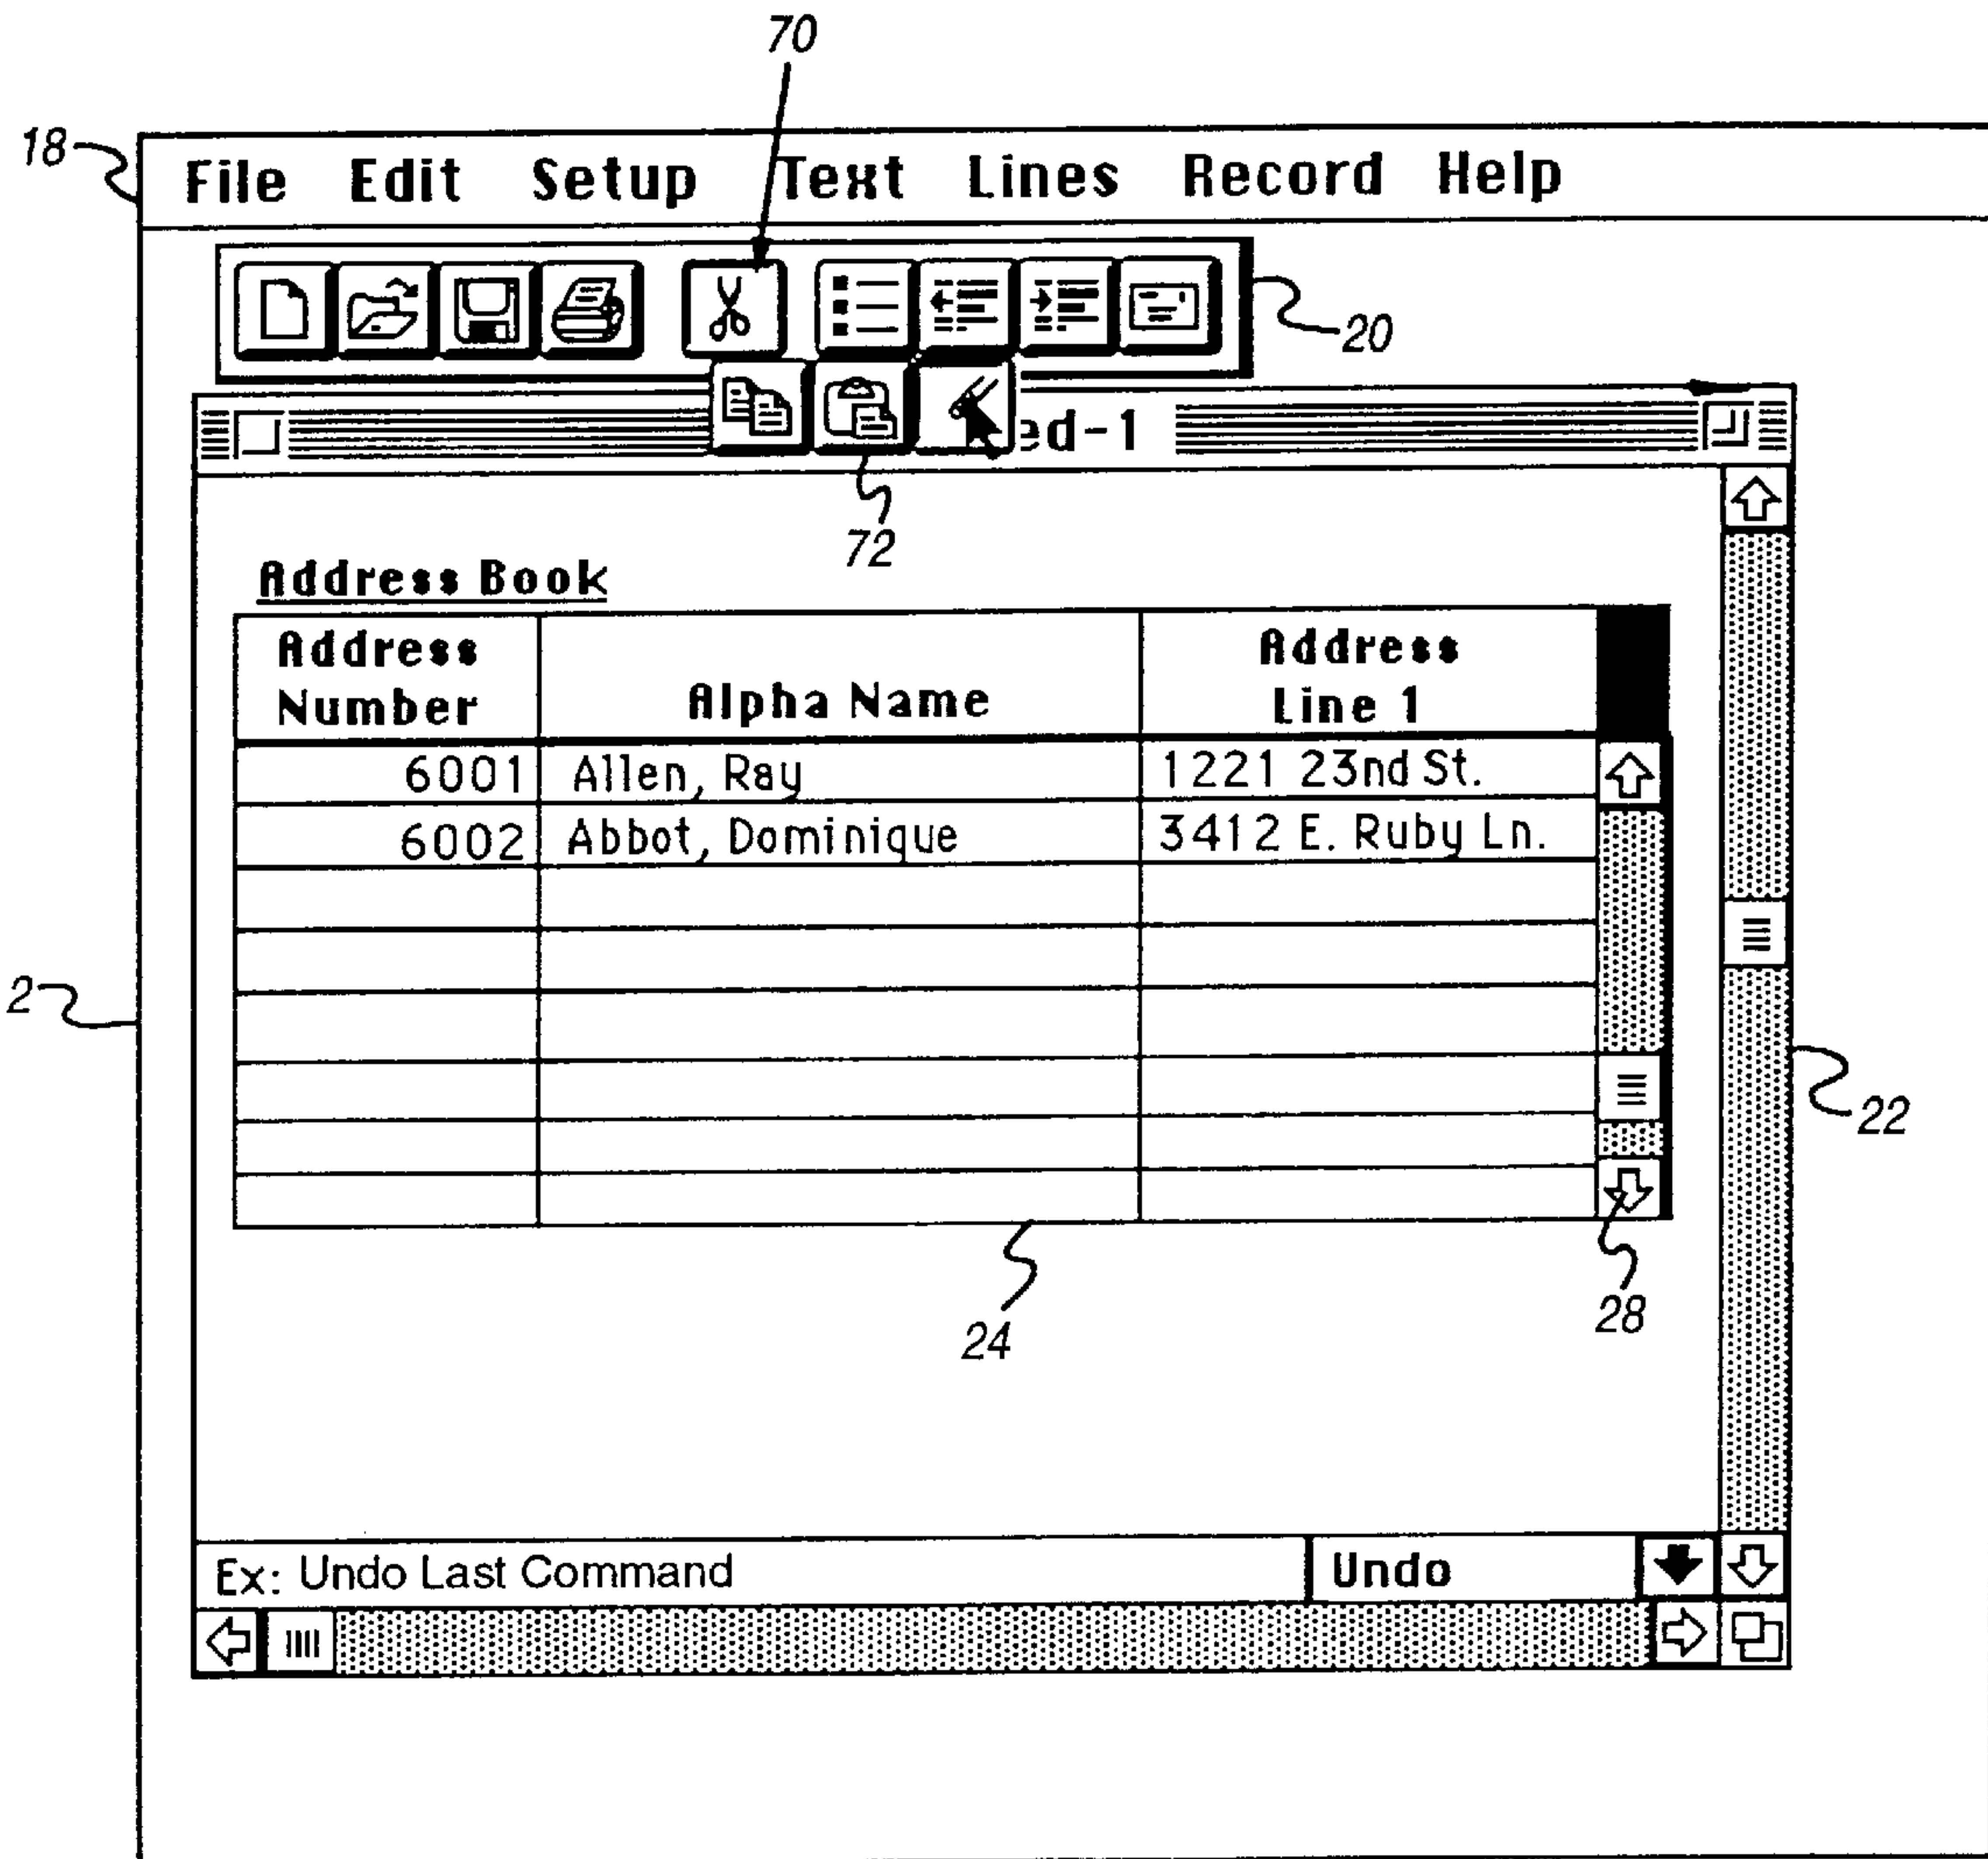 70
18
File Edit Setup Text Lines Record Help
20
ed-1
72
Address Book
Address Number Alpha Name Address Line 1
6001 Allen, Ray 1221 23nd St.
6002 Abbot, Dominique 3412 E. Ruby Ln.
2
22
24
28
Ex: Undo Last Command Undo